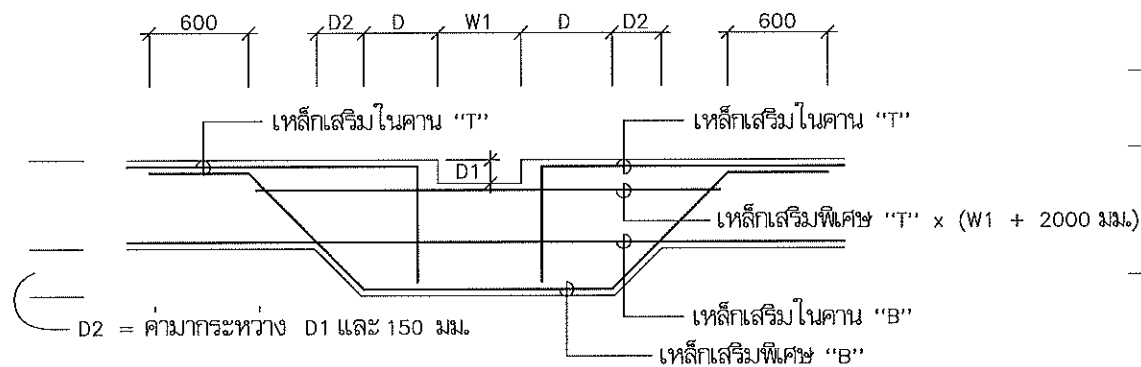 600 D2 D W1 D D2 600
เหล็กเสริมในคาน "T"
เหล็กเสริมในคาน "T"
D1
เหล็กเสริมพิเศษ "T" x (W1 + 2000 มม.)
D2 = ค่ามากระหว่าง D1 และ 150 มม.
เหล็กเสริมในคาน "B"
เหล็กเสริมพิเศษ "B"